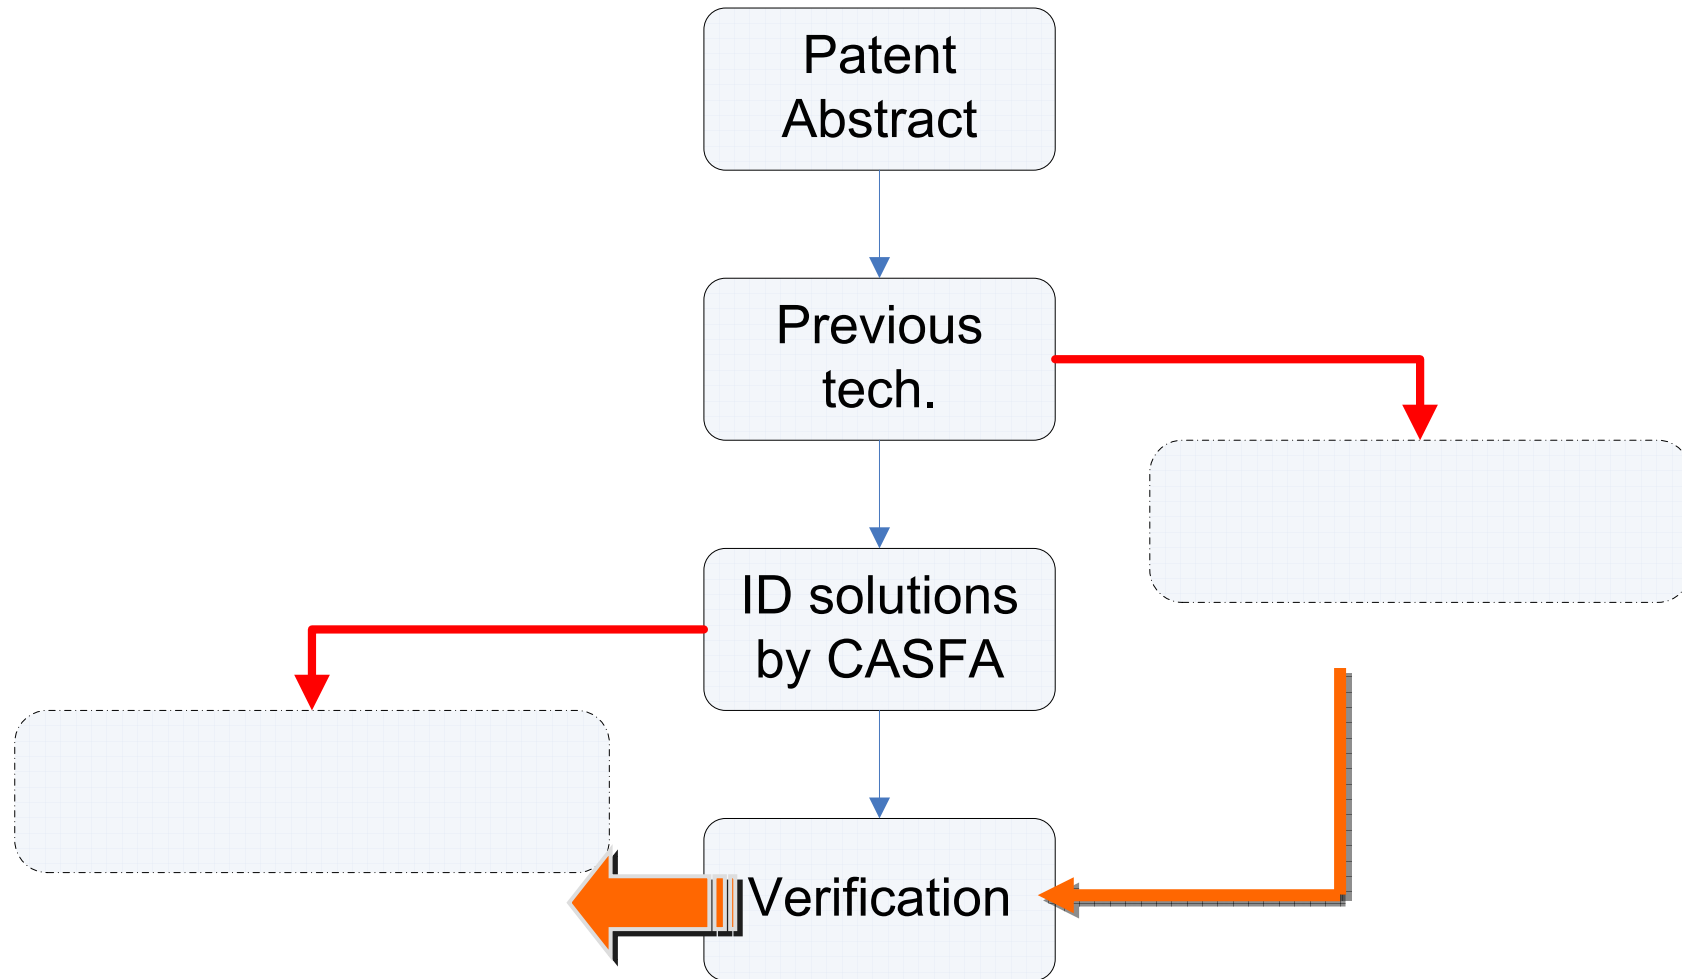 Patent
Abstract
Previous
tech.
ID solutions
by CASFA
Verification